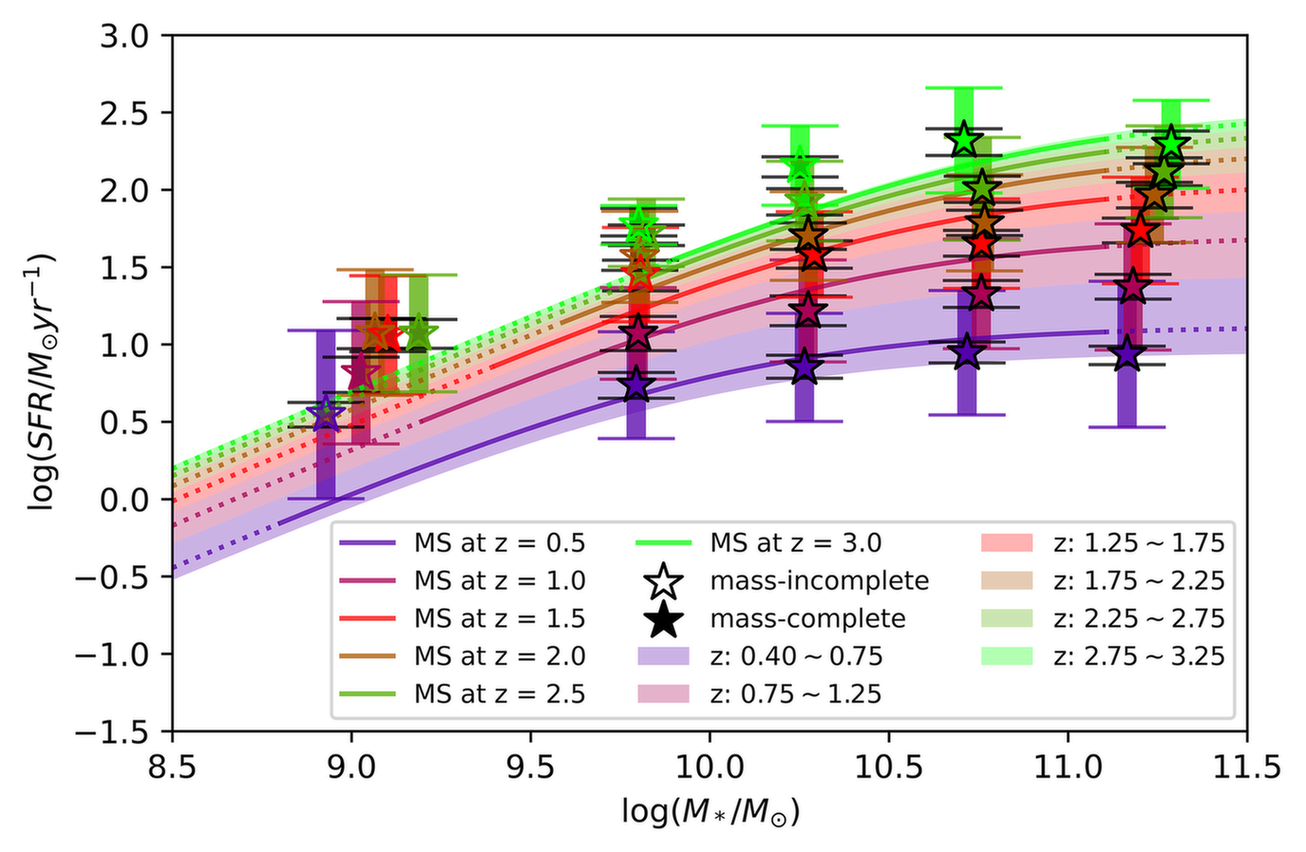 3.0
2.5
2.0
1.5
1.0
0.5
0.0
−0.5
−1.0
−1.5
log(SFR/M⊙yr⁻¹)
MS at z = 0.5
MS at z = 1.0
MS at z = 1.5
MS at z = 2.0
MS at z = 2.5
MS at z = 3.0
mass-incomplete
mass-complete
z: 0.40 ~ 0.75
z: 0.75 ~ 1.25
z: 1.25 ~ 1.75
z: 1.75 ~ 2.25
z: 2.25 ~ 2.75
z: 2.75 ~ 3.25
8.5 9.0 9.5 10.0 10.5 11.0 11.5
log(M*/M⊙)